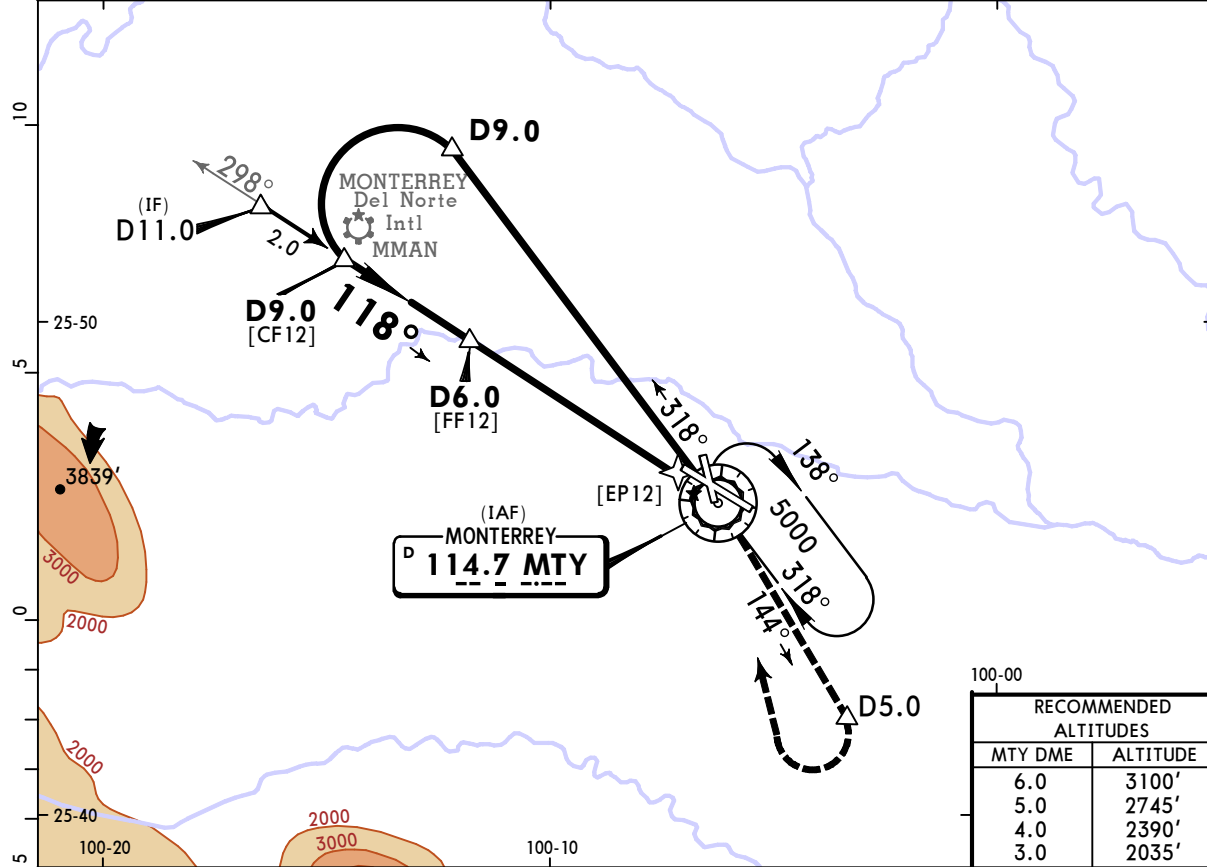 10
298°
(IF)
D11.0
2.0
D9.0
MONTERREY
Del Norte
Intl
MMAN
D9.0
[CF12]
118°
25-50
5
D6.0
[FF12]
318°
138°
3839'
[EP12]
5000
(IAF)
MONTERREY
D 114.7 MTY
318°
144°
3000
2000
0
D5.0
100-00
RECOMMENDED
ALTITUDES
MTY DME ALTITUDE
6.0 3100'
5.0 2745'
4.0 2390'
3.0 2035'
2000
25-40
2000
3000
5
100-20
100-10